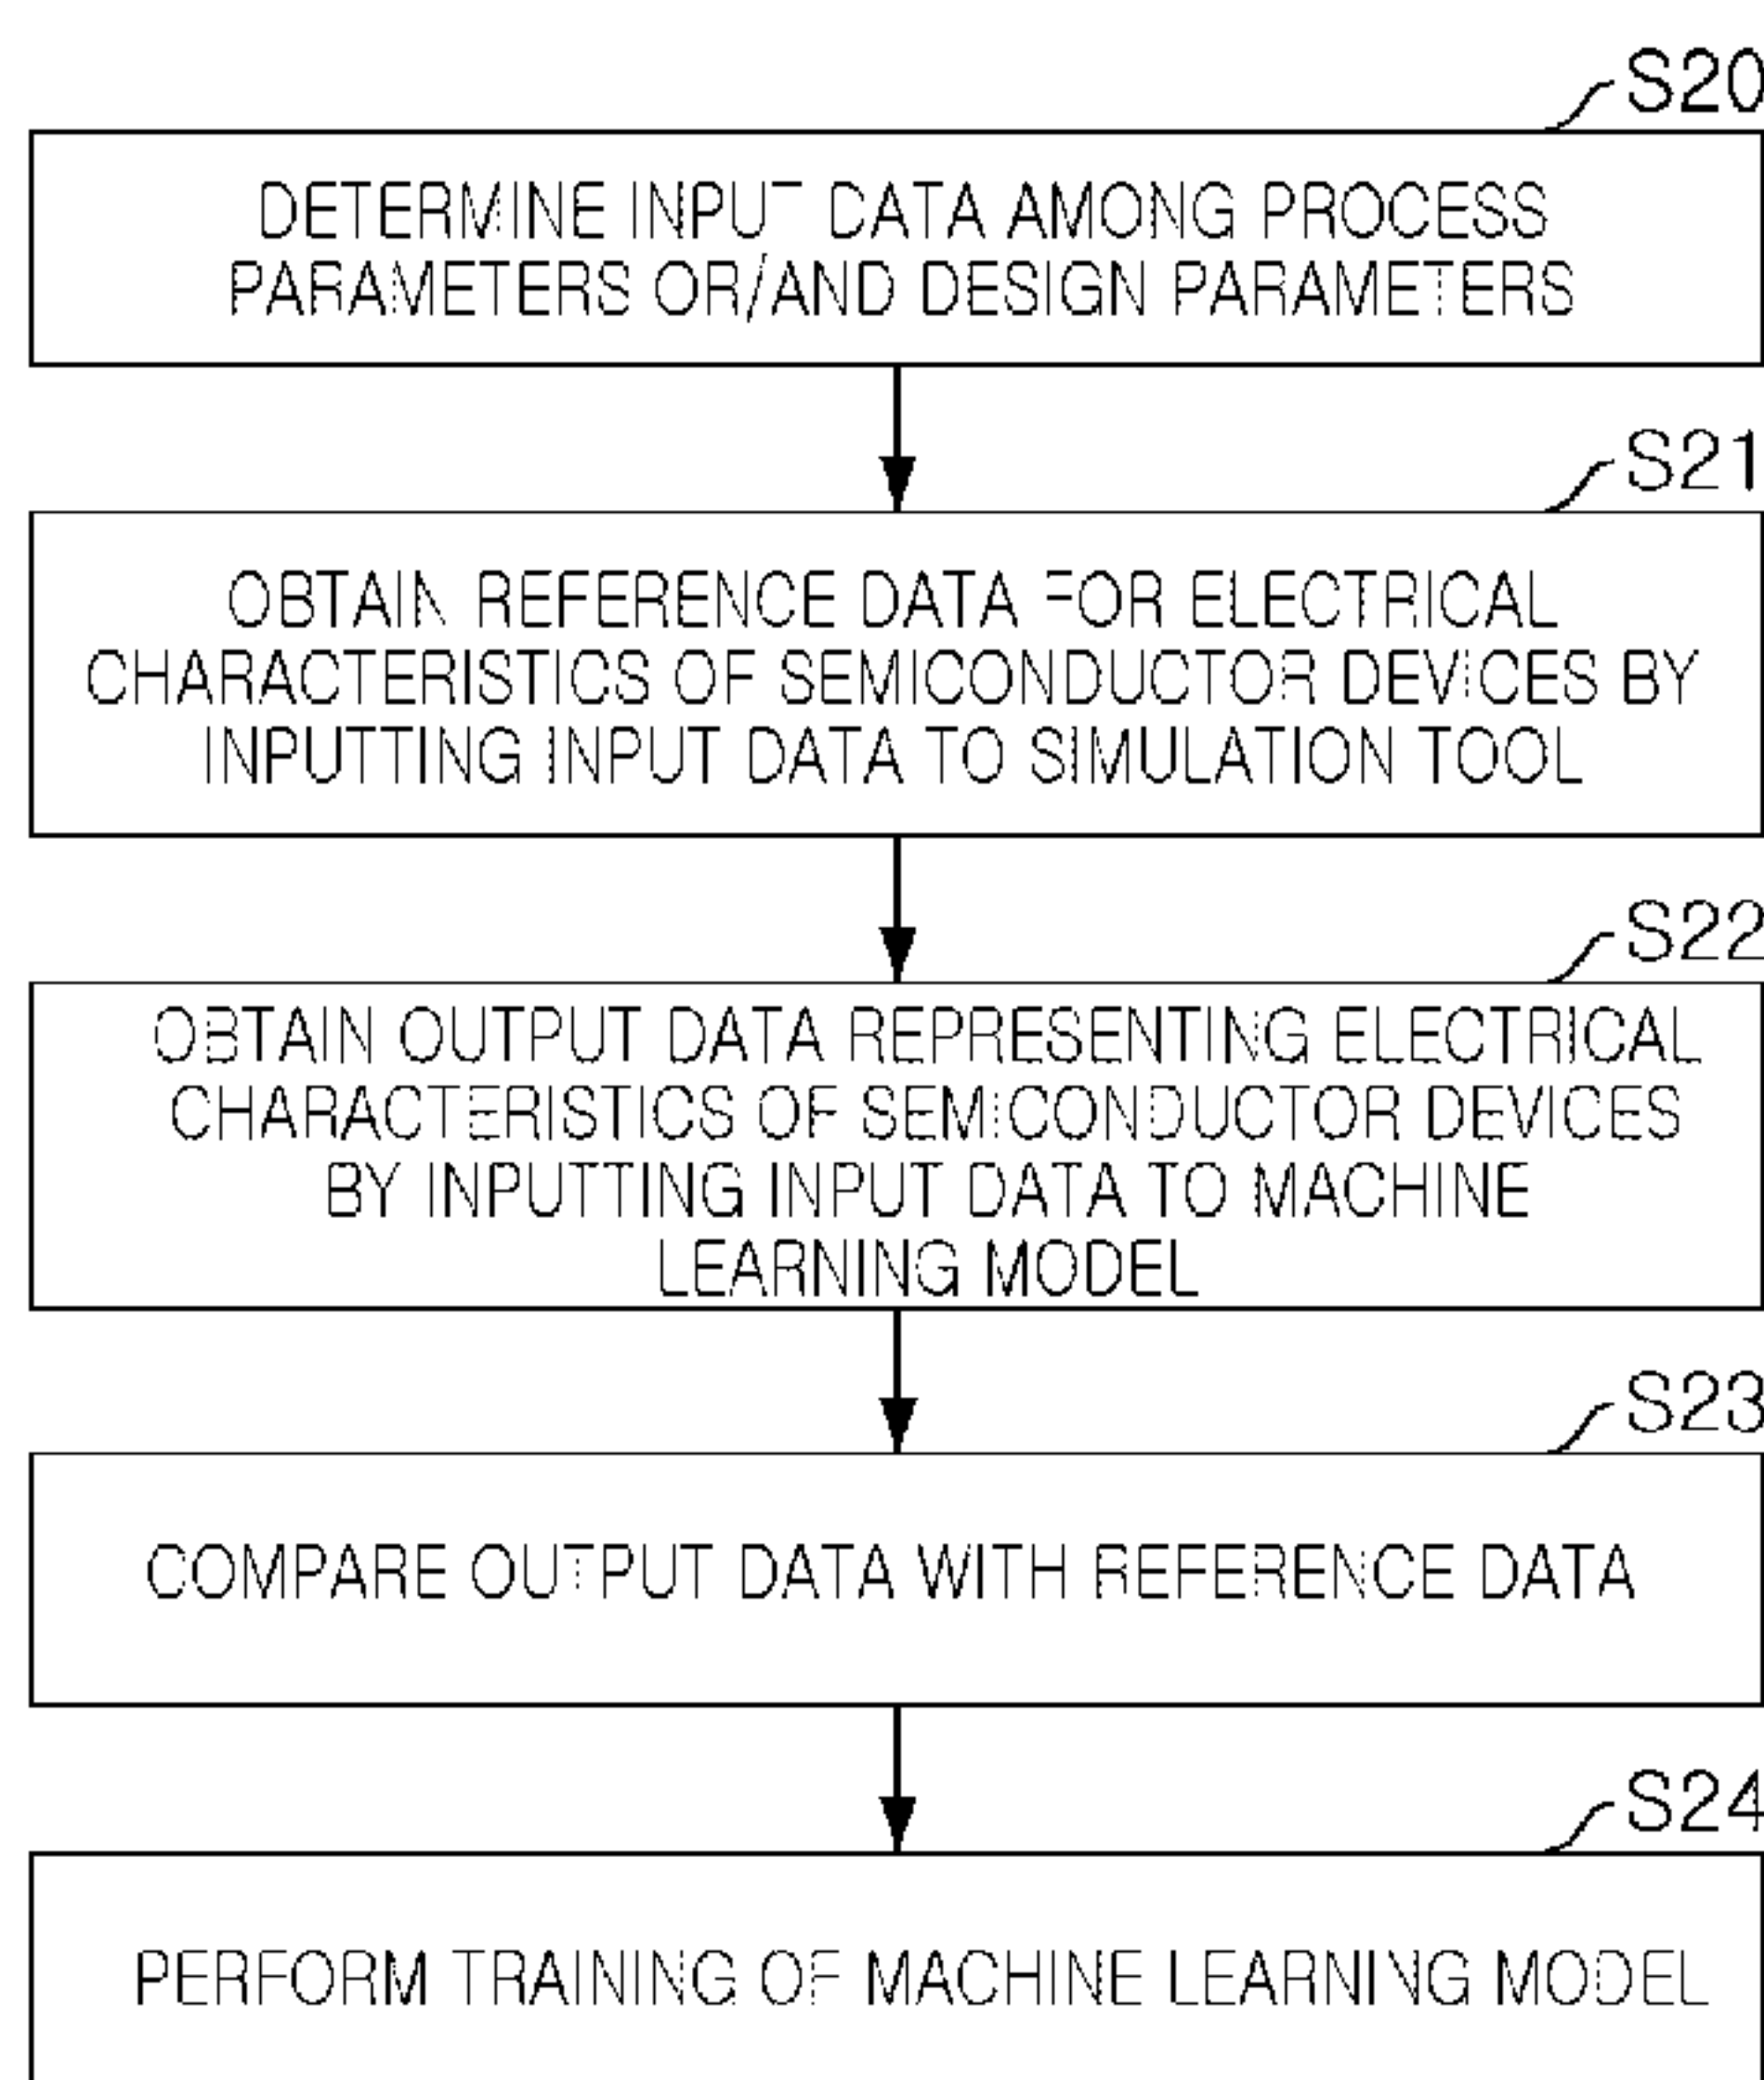 S20
DETERMINE INPUT DATA AMONG PROCESS
PARAMETERS OR/AND DESIGN PARAMETERS
S21
OBTAIN REFERENCE DATA FOR ELECTRICAL
CHARACTERISTICS OF SEMICONDUCTOR DEVICES BY
INPUTTING INPUT DATA TO SIMULATION TOOL
S22
OBTAIN OUTPUT DATA REPRESENTING ELECTRICAL
CHARACTERISTICS OF SEMICONDUCTOR DEVICES
BY INPUTTING INPUT DATA TO MACHINE
LEARNING MODEL
S23
COMPARE OUTPUT DATA WITH REFERENCE DATA
S24
PERFORM TRAINING OF MACHINE LEARNING MODEL